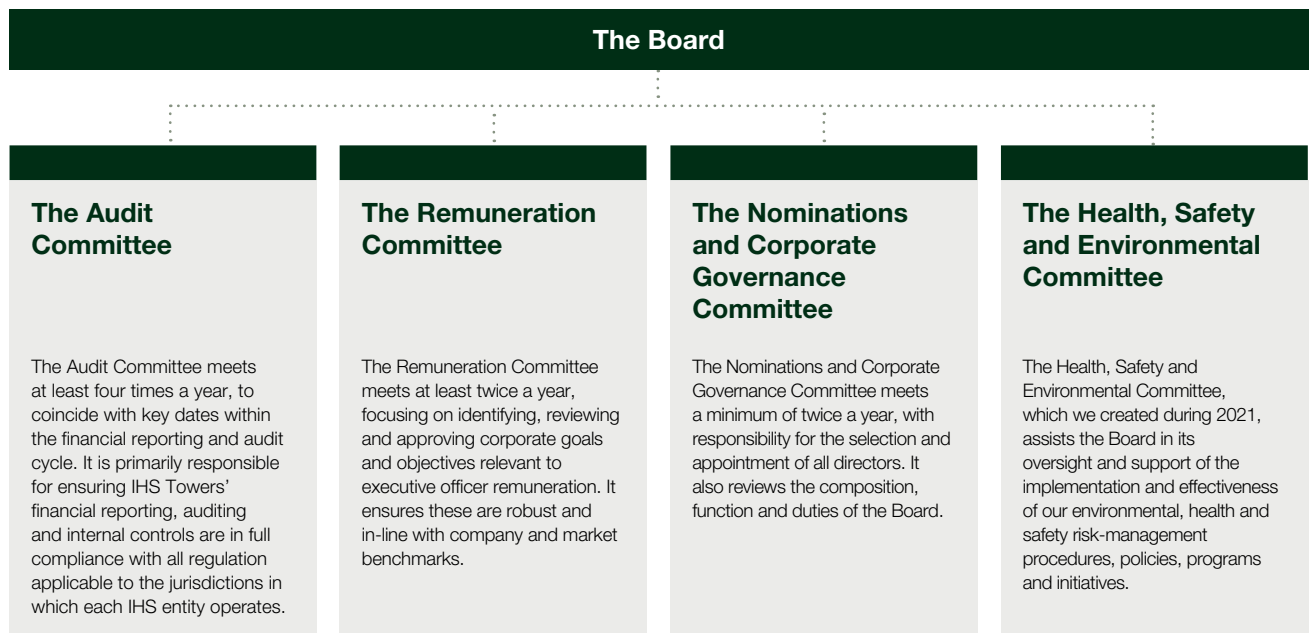 The Board
The Audit
Committee
The Audit Committee meets
at least four times a year, to
coincide with key dates within
the financial reporting and audit
cycle. It is primarily responsible
for ensuring IHS Towers’
financial reporting, auditing
and internal controls are in full
compliance with all regulation
applicable to the jurisdictions in
which each IHS entity operates.
The Remuneration
Committee
The Remuneration Committee
meets at least twice a year,
focusing on identifying, reviewing
and approving corporate goals
and objectives relevant to
executive officer remuneration. It
ensures these are robust and
in-line with company and market
benchmarks.
The Nominations
and Corporate
Governance
Committee
The Nominations and Corporate
Governance Committee meets
a minimum of twice a year, with
responsibility for the selection and
appointment of all directors. It
also reviews the composition,
function and duties of the Board.
The Health, Safety
and Environmental
Committee
The Health, Safety and
Environmental Committee,
which we created during 2021,
assists the Board in its
oversight and support of the
implementation and effectiveness
of our environmental, health and
safety risk-management
procedures, policies, programs
and initiatives.